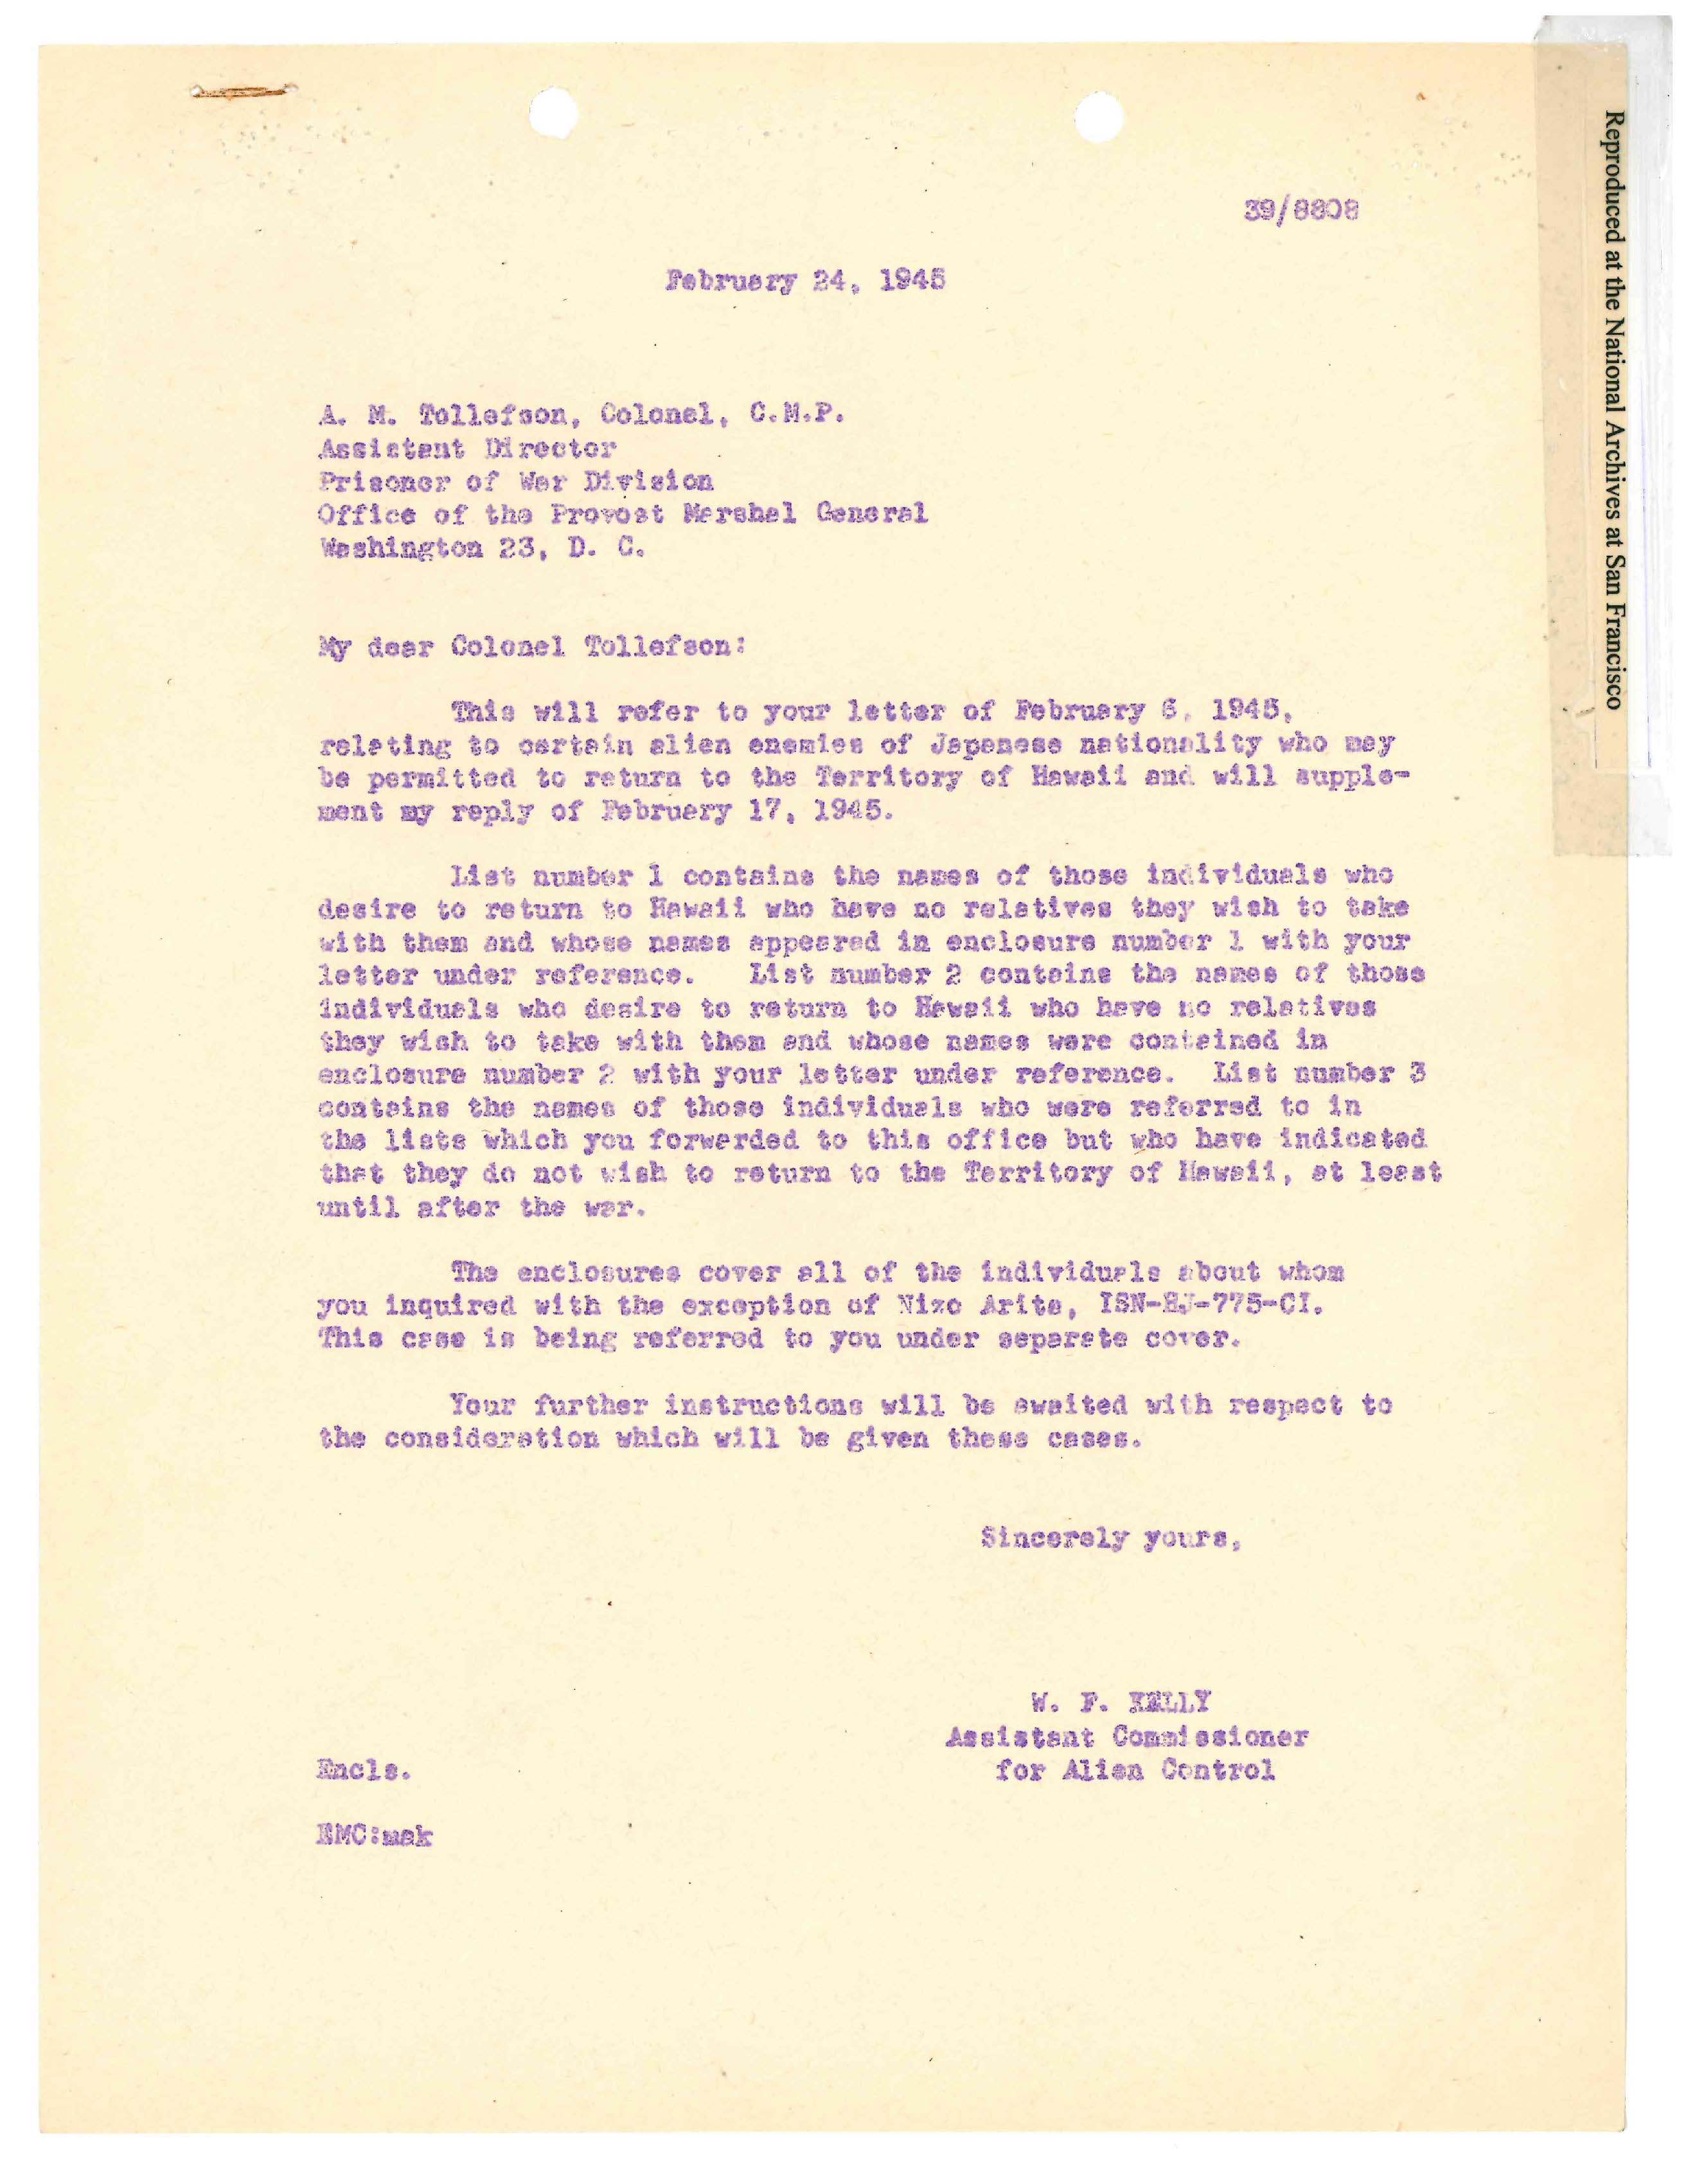 39/8808
February 24, 1945
A. M. Tollefson, Colonel, C.M.P.
Assistant Director
Prisoner of War Division
Office of the Provost Marshal General
Washington 23, D. C.
My dear Colonel Tollefson:
This will refer to your letter of February 6, 1945,
relating to certain alien enemies of Japanese nationality who may
be permitted to return to the Territory of Hawaii and will supple-
ment my reply of February 17, 1945.
List number 1 contains the names of those individuals who
desire to return to Hawaii who have no relatives they wish to take
with them and whose names appeared in enclosure number 1 with your
letter under reference. List number 2 contains the names of those
individuals who desire to return to Hawaii who have no relatives
they wish to take with them and whose names were contained in
enclosure number 2 with your letter under reference. List number 3
contains the names of those individuals who were referred to in
the lists which you forwarded to this office but who have indicated
that they do not wish to return to the Territory of Hawaii, at least
until after the war.
The enclosures cover all of the individuals about whom
you inquired with the exception of Nizo Arita, ISN-HJ-775-CI.
This case is being referred to you under separate cover.
Your further instructions will be awaited with respect to
the consideration which will be given these cases.
Sincerely yours,
W. F. KELLY
Assistant Commissioner
for Alien Control
Encls.
EMC:mak
Reproduced at the National Archives at San Francisco